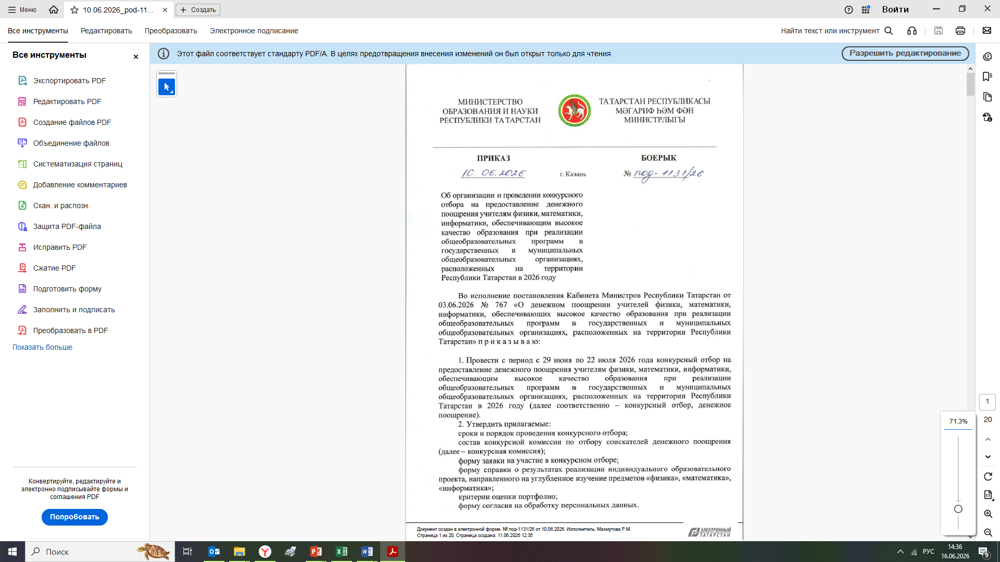 Меню
10.06.2026_pod-11...
Создать
Войти
Все инструменты
Редактировать
Преобразовать
Электронное подписание
Найти текст или инструмент
Все инструменты
Этот файл соответствует стандарту PDF/A. В целях предотвращения внесения изменений он был открыт только для чтения.
Разрешить редактирование
Экспортировать PDF
Редактировать PDF
Создание файлов PDF
Объединение файлов
Систематизация страниц
Добавление комментариев
Скан. и распозн.
Защита PDF-файла
Исправить PDF
Сжатие PDF
Подготовить форму
Заполнить и подписать
Преобразовать в PDF
Показать больше
Конвертируйте, редактируйте и
электронно подписывайте формы и
соглашения PDF
Попробовать
МИНИСТЕРСТВО
ОБРАЗОВАНИЯ И НАУКИ
РЕСПУБЛИКИ ТАТАРСТАН
ТАТАРСТАН РЕСПУБЛИКАСЫ
МӘГАРИФ ҺӘМ ФӘН
МИНИСТРЛЫГЫ
ПРИКАЗ
БОЕРЫК
10.06.2026
г. Казань
№ под-1131/26
Об организации и проведении конкурсного
отбора на предоставление денежного
поощрения учителям физики, математики,
информатики, обеспечивающим высокое
качество образования при реализации
общеобразовательных программ в
государственных и муниципальных
общеобразовательных организациях,
расположенных на территории
Республики Татарстан в 2026 году
Во исполнение постановления Кабинета Министров Республики Татарстан от
03.06.2026 № 767 «О денежном поощрении учителей физики, математики,
информатики, обеспечивающих высокое качество образования при реализации
общеобразовательных программ в государственных и муниципальных
общеобразовательных организациях, расположенных на территории Республики
Татарстан» п р и к а з ы в а ю:
1. Провести с период с 29 июня по 22 июля 2026 года конкурсный отбор на
предоставление денежного поощрения учителям физики, математики, информатики,
обеспечивающим высокое качество образования при реализации
общеобразовательных программ в государственных и муниципальных
общеобразовательных организациях, расположенных на территории Республики
Татарстан в 2026 году (далее соответственно – конкурсный отбор, денежное
поощрение).
2. Утвердить прилагаемые:
сроки и порядок проведения конкурсного отбора;
состав конкурсной комиссии по отбору соискателей денежного поощрения
(далее – конкурсная комиссия);
форму заявки на участие в конкурсном отборе;
форму справки о результатах реализации индивидуального образовательного
проекта, направленного на углубленное изучение предметов «физика», «математика»,
«информатика»;
критерии оценки портфолио;
форму согласия на обработку персональных данных.
Документ создан в электронной форме. № под-1131/26 от 10.06.2026. Исполнитель: Махмутова Р.М.
Страница 1 из 20. Страница создана: 11.06.2026 12:35
ЭЛЕКТРОННЫЙ
ТАТАРСТАН
1
20
71,3%
1:1
Поиск
РУС
14:36
16.06.2026
9